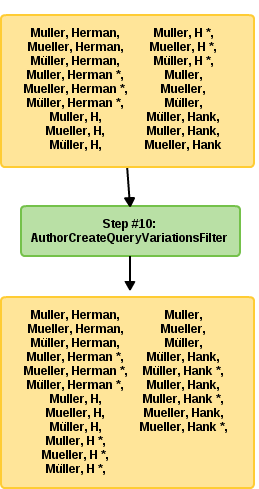 Muller, Herman,
Mueller, Herman,
Müller, Herman,
Muller, Herman *,
Mueller, Herman *,
Müller, Herman *,
Muller, H,
Mueller, H,
Müller, H,
Muller, H *,
Mueller, H *,
Müller, H *,
Muller,
Mueller,
Müller,
Müller, Hank,
Muller, Hank,
Mueller, Hank
Step #10:
AuthorCreateQueryVariationsFilter
Muller, Herman,
Mueller, Herman,
Müller, Herman,
Muller, Herman *,
Mueller, Herman *,
Müller, Herman *,
Muller, H,
Mueller, H,
Müller, H,
Muller, H *,
Mueller, H *,
Müller, H *,
Muller,
Mueller,
Müller,
Müller, Hank,
Müller, Hank *,
Muller, Hank,
Muller, Hank *,
Mueller, Hank,
Mueller, Hank *,